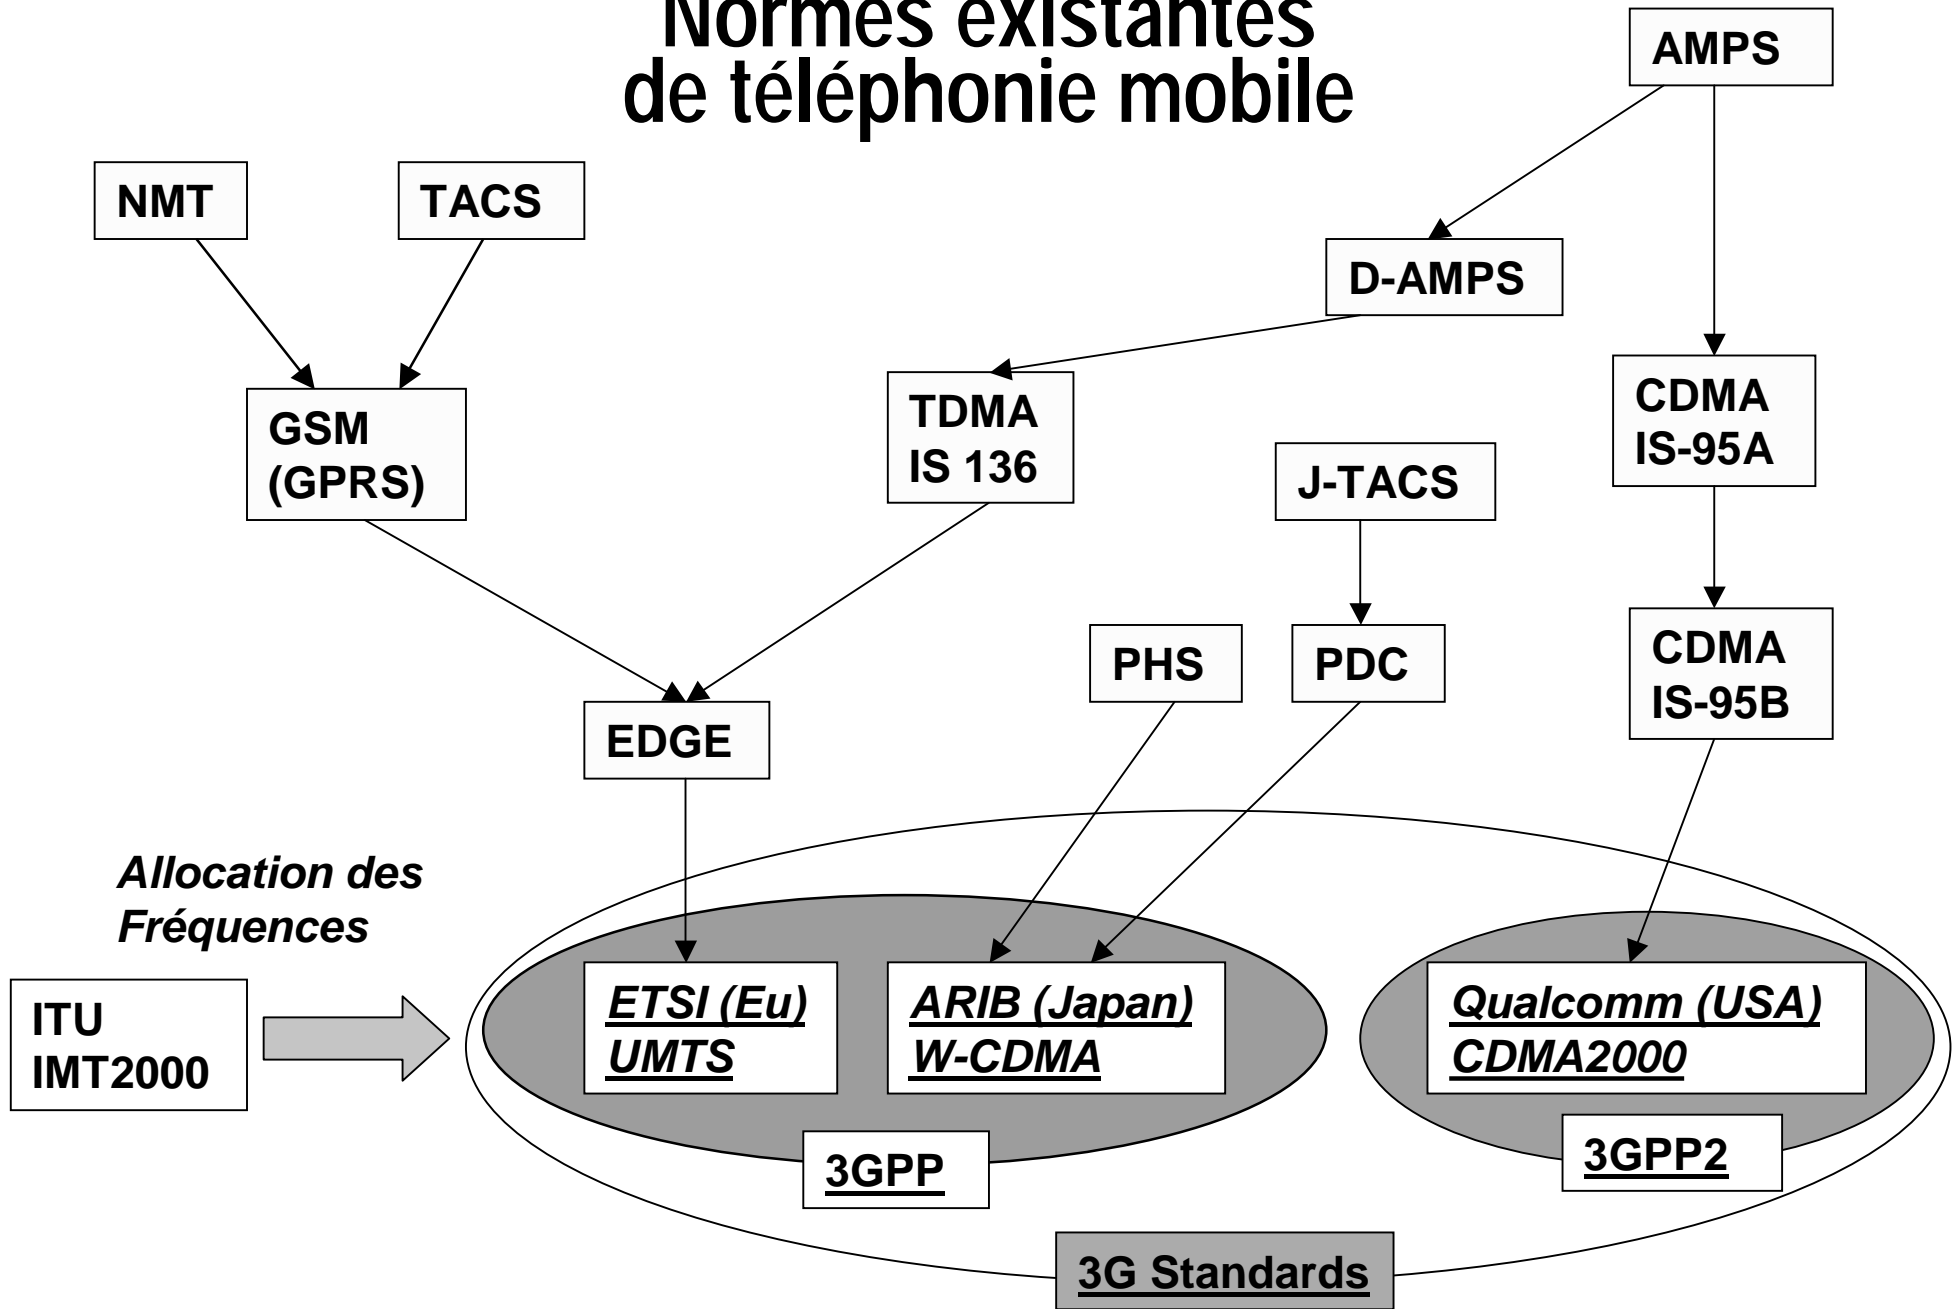 Normes existantes
de téléphonie mobile
AMPS
NMT
TACS
D-AMPS
GSM
(GPRS)
TDMA
IS 136
J-TACS
CDMA
IS-95A
PHS
PDC
CDMA
IS-95B
EDGE
Allocation des
Fréquences
ITU
IMT2000
ETSI (Eu)
UMTS
ARIB (Japan)
W-CDMA
Qualcomm (USA)
CDMA2000
3GPP
3GPP2
3G Standards